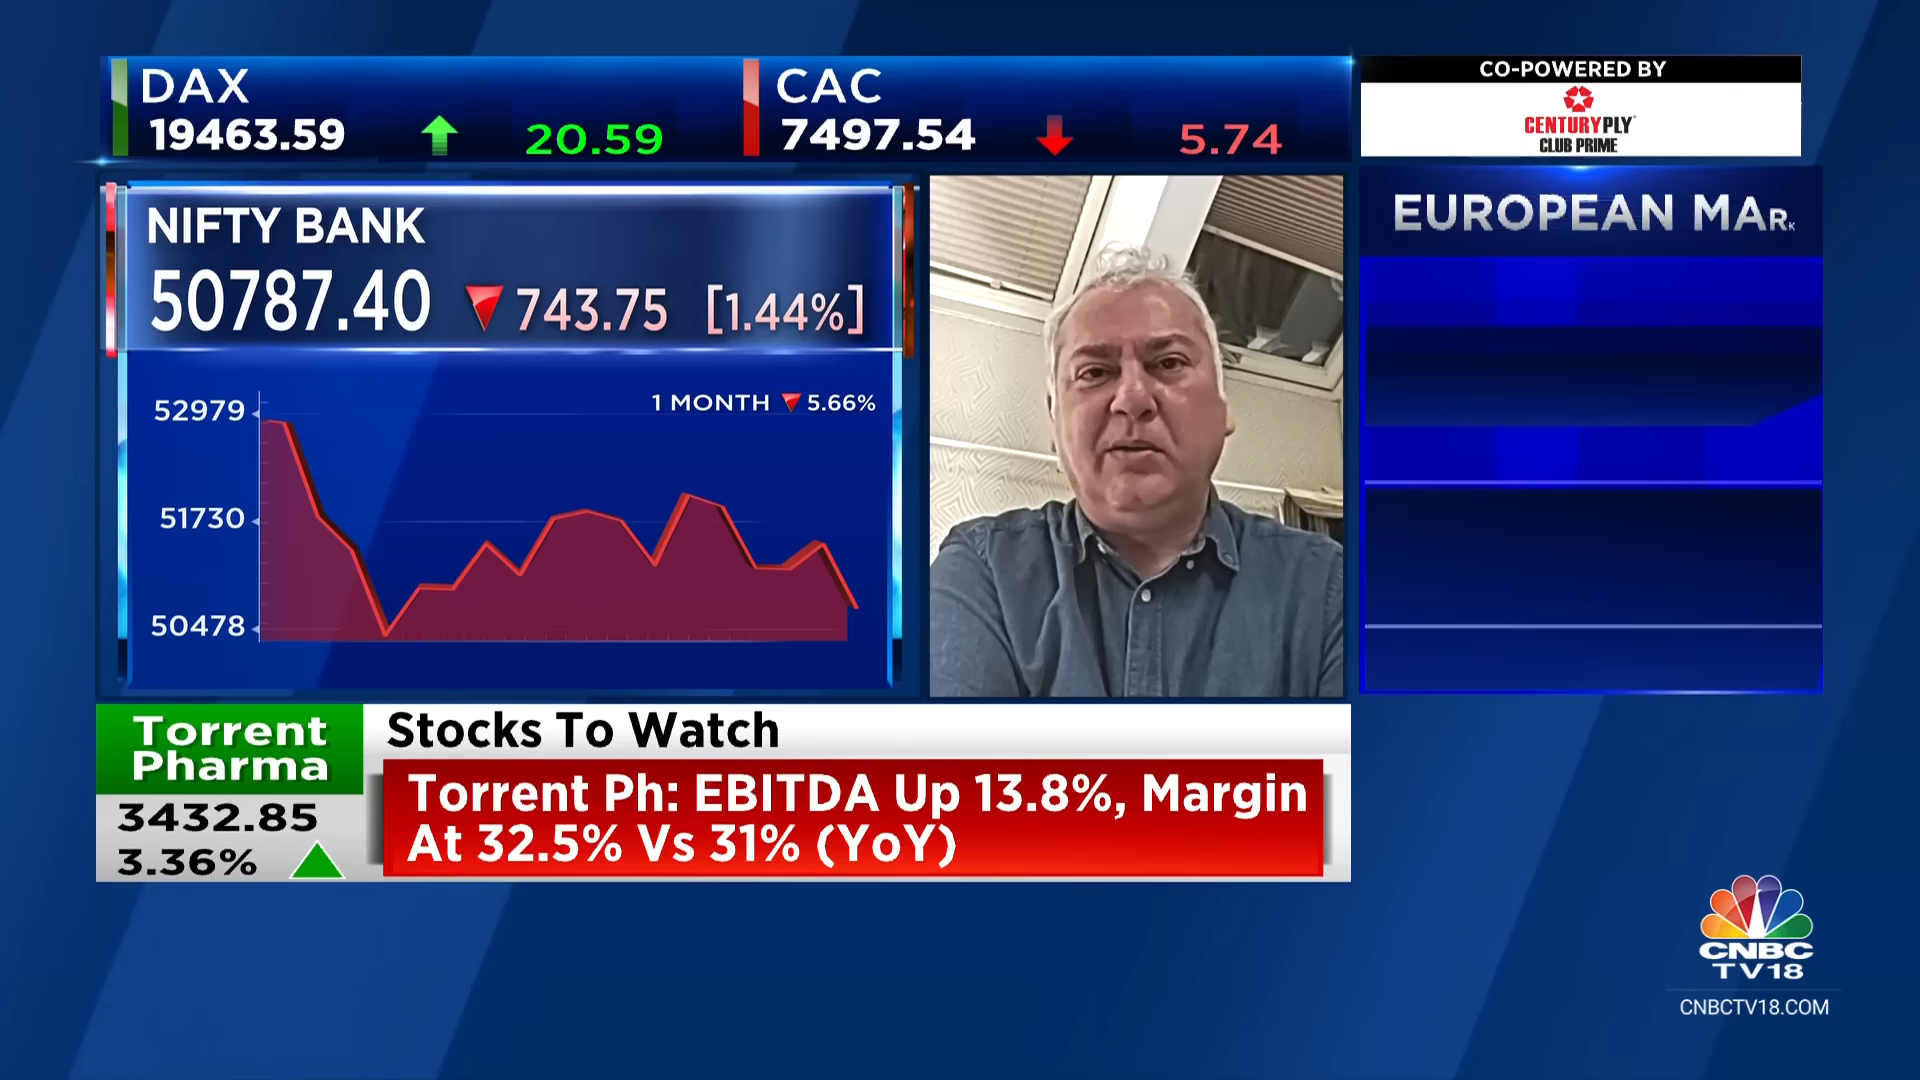 DAX
19463.59 20.59
CAC
7497.54 5.74
CO-POWERED BY
CENTURYPLY
CLUB PRIME
NIFTY BANK
50787.40 743.75 [1.44%]
1 MONTH 5.66%
52979
51730
50478
EUROPEAN MARK
Torrent
Pharma
3432.85
3.36%
Stocks To Watch
Torrent Ph: EBITDA Up 13.8%, Margin
At 32.5% Vs 31% (YoY)
CNBC
TV18
CNBCTV18.COM